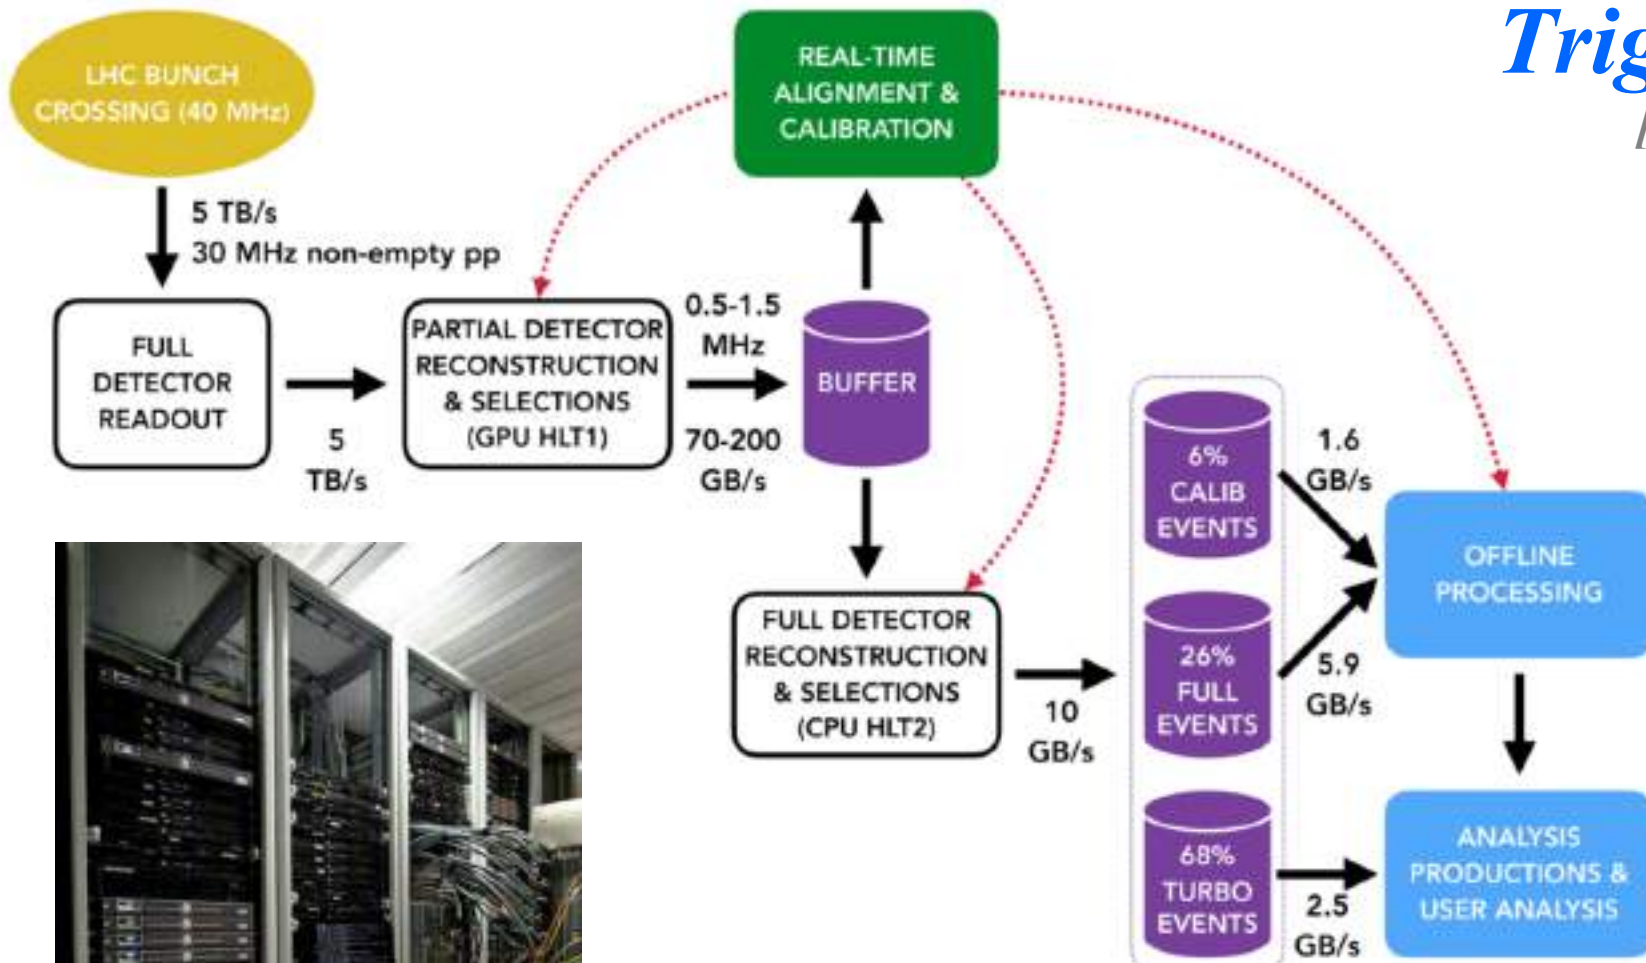 Trig
LHC BUNCH
CROSSING (40 MHz)
REAL-TIME
ALIGNMENT &
CALIBRATION
5 TB/s
30 MHz non-empty pp
FULL
DETECTOR
READOUT
5
TB/s
PARTIAL DETECTOR
RECONSTRUCTION
& SELECTIONS
(GPU HLT1)
0.5-1.5
MHz
70-200
GB/s
BUFFER
FULL DETECTOR
RECONSTRUCTION
& SELECTIONS
(CPU HLT2)
10
GB/s
6%
CALIB
EVENTS
26%
FULL
EVENTS
68%
TURBO
EVENTS
1.6
GB/s
5.9
GB/s
2.5
GB/s
OFFLINE
PROCESSING
ANALYSIS
PRODUCTIONS &
USER ANALYSIS